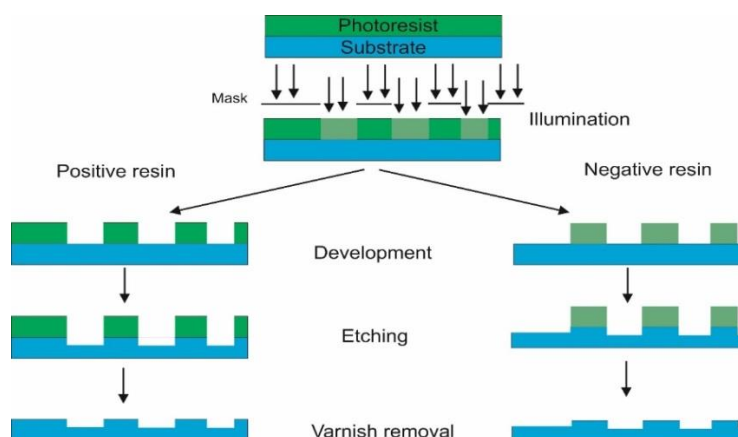 Photoresist
Substrate
Mask
Illumination
Positive resin
Negative resin
Development
Etching
Varnish removal